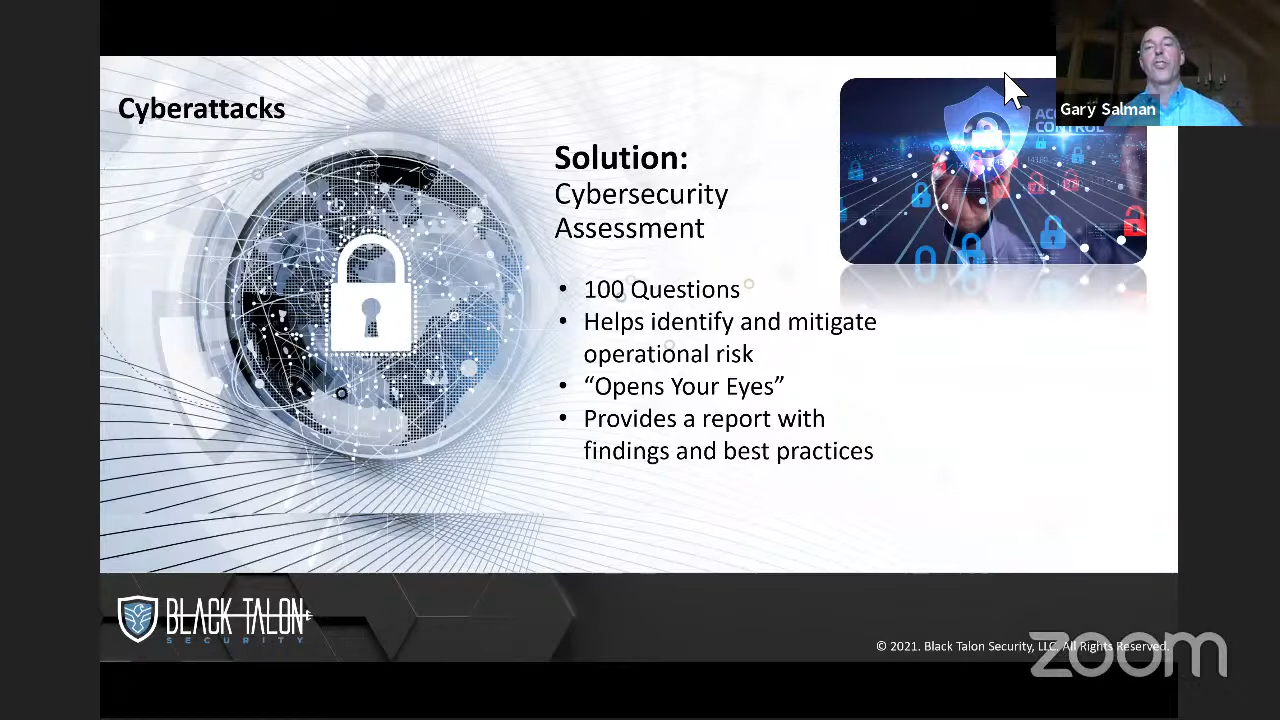 Gary Salman
Cyberattacks
CONTROL
Solution:
Cybersecurity
Assessment
• 100 Questions
• Helps identify and mitigate
operational risk
• “Opens Your Eyes”
• Provides a report with
findings and best practices
BLACK TALON
SECURITY
© 2021. Black Talon Security, LLC. All Rights Reserved.
zoom